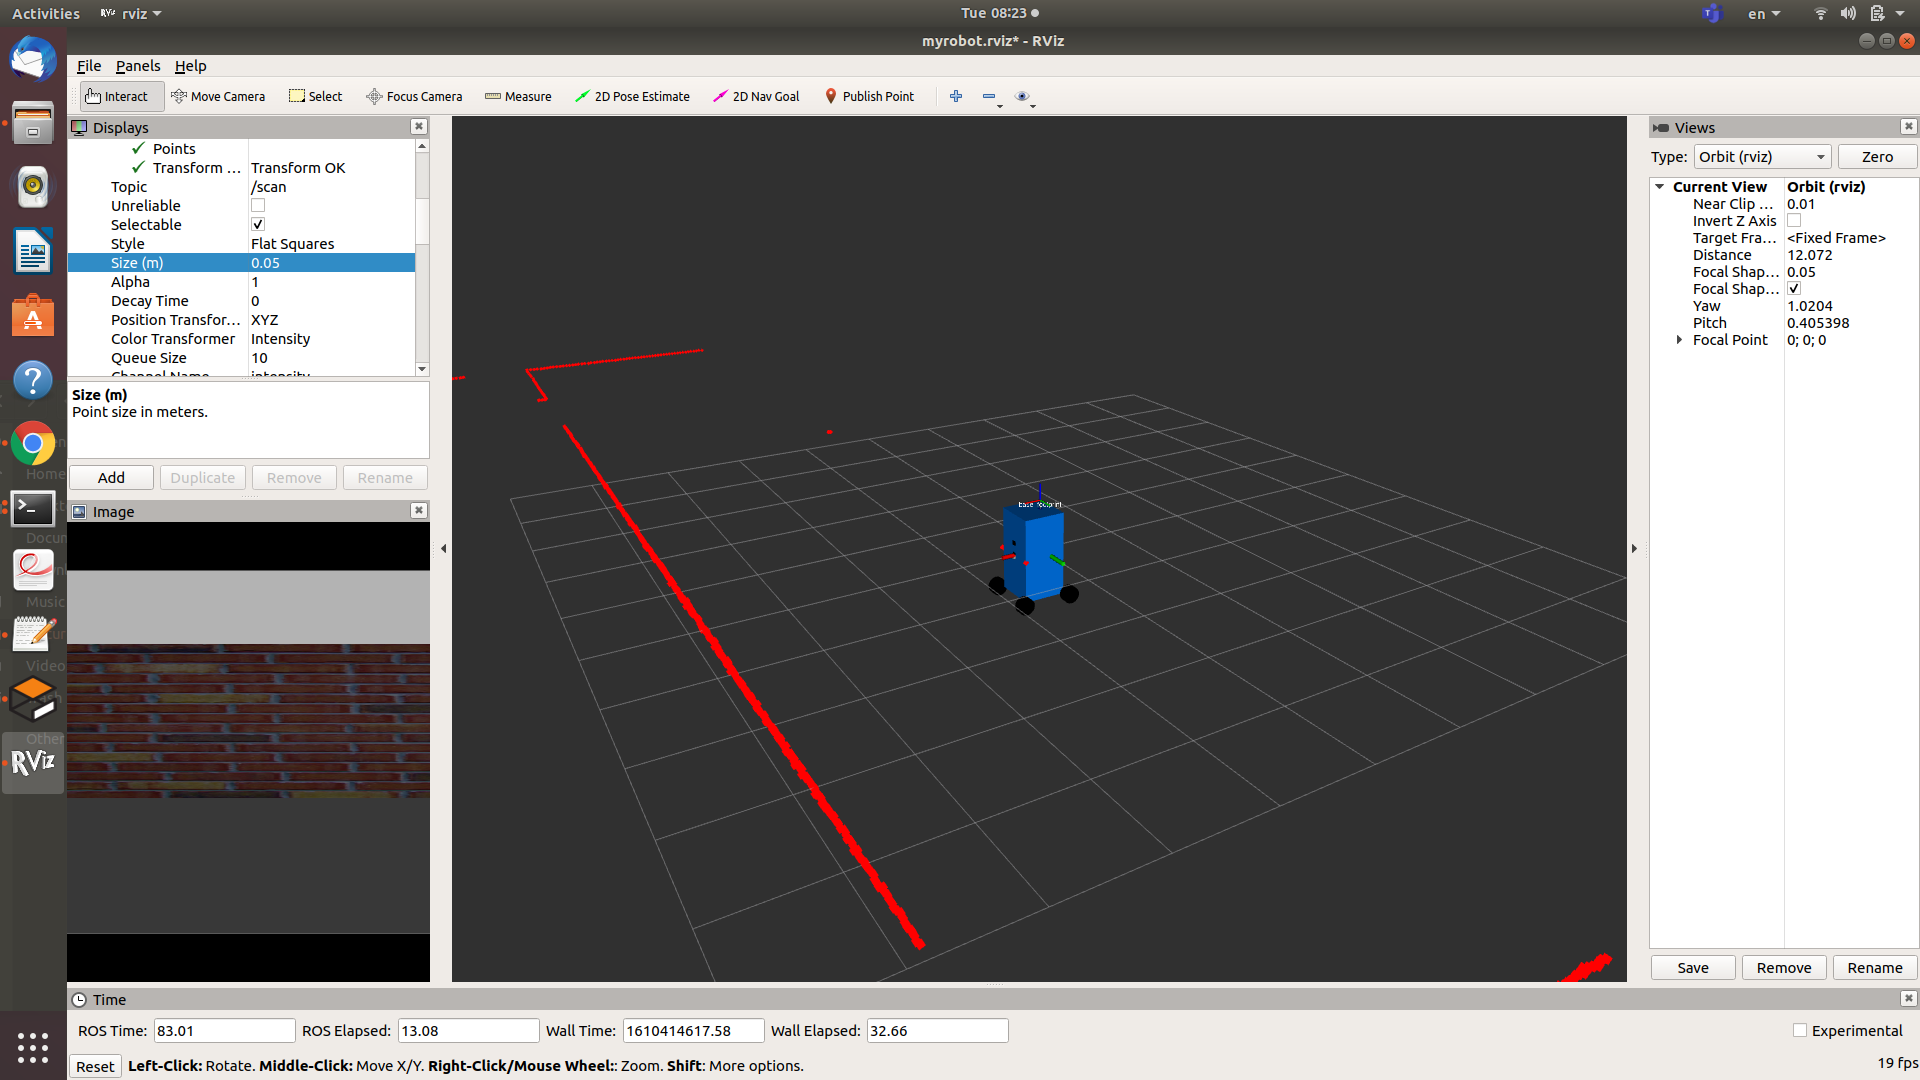 Activities
RViz rviz
Tue 08:23
en
myrobot.rviz* - RViz
File Panels Help
Interact Move Camera Select Focus Camera Measure 2D Pose Estimate 2D Nav Goal Publish Point
Displays
Points
Transform ... Transform OK
Topic /scan
Unreliable
Selectable
Style Flat Squares
Size (m) 0.05
Alpha 1
Decay Time 0
Position Transfor... XYZ
Color Transformer Intensity
Queue Size 10
Channel Name intensity
Size (m)
Point size in meters.
Add Duplicate Remove Rename
Image
base_footprint
Views
Type: Orbit (rviz) Zero
Current View Orbit (rviz)
Near Clip ... 0.01
Invert Z Axis
Target Fra... <Fixed Frame>
Distance 12.072
Focal Shap... 0.05
Focal Shap...
Yaw 1.0204
Pitch 0.405398
Focal Point 0; 0; 0
Save Remove Rename
Home
Docum
Music
Video
Other
RViz
Time
ROS Time: 83.01 ROS Elapsed: 13.08 Wall Time: 1610414617.58 Wall Elapsed: 32.66 Experimental
Reset Left-Click: Rotate. Middle-Click: Move X/Y. Right-Click/Mouse Wheel:: Zoom. Shift: More options. 19 fps